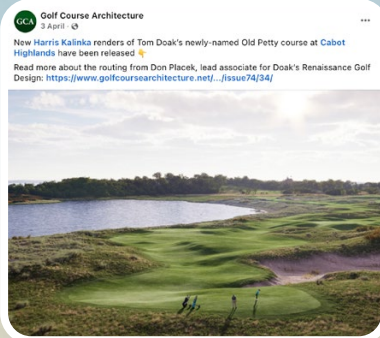 GCA
Golf Course Architecture
3 April ·
New Harris Kalinka renders of Tom Doak's newly-named Old Petty course at Cabot
Highlands have been released 👇
Read more about the routing from Don Placek, lead associate for Doak's Renaissance Golf
Design: https://www.golfcoursearchitecture.net/.../issue74/34/